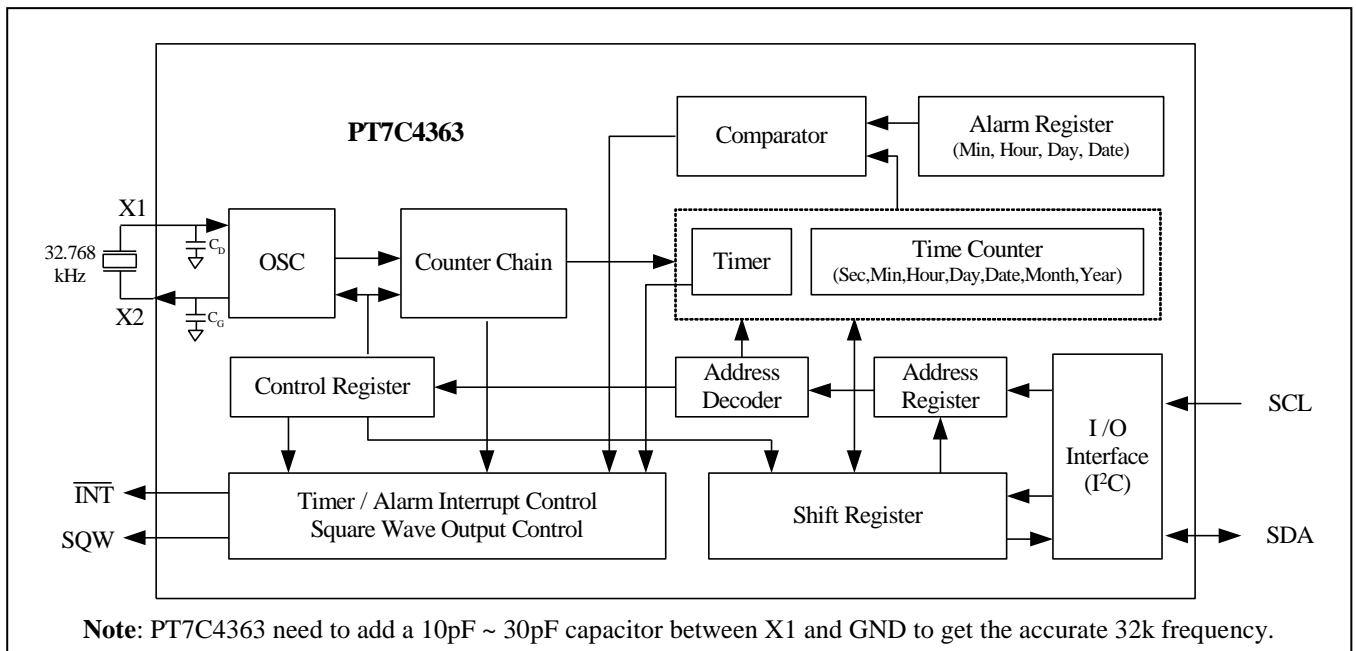 PT7C4363
Comparator
Alarm Register
(Min, Hour, Day, Date)
X1
32.768
kHz
X2
C_D
C_G
OSC
Counter Chain
Timer
Time Counter
(Sec,Min,Hour,Day,Date,Month,Year)
Control Register
Address
Decoder
Address
Register
I /O
Interface
(I²C)
SCL
SDA
INT
SQW
Timer / Alarm Interrupt Control
Square Wave Output Control
Shift Register
Note: PT7C4363 need to add a 10pF ~ 30pF capacitor between X1 and GND to get the accurate 32k frequency.